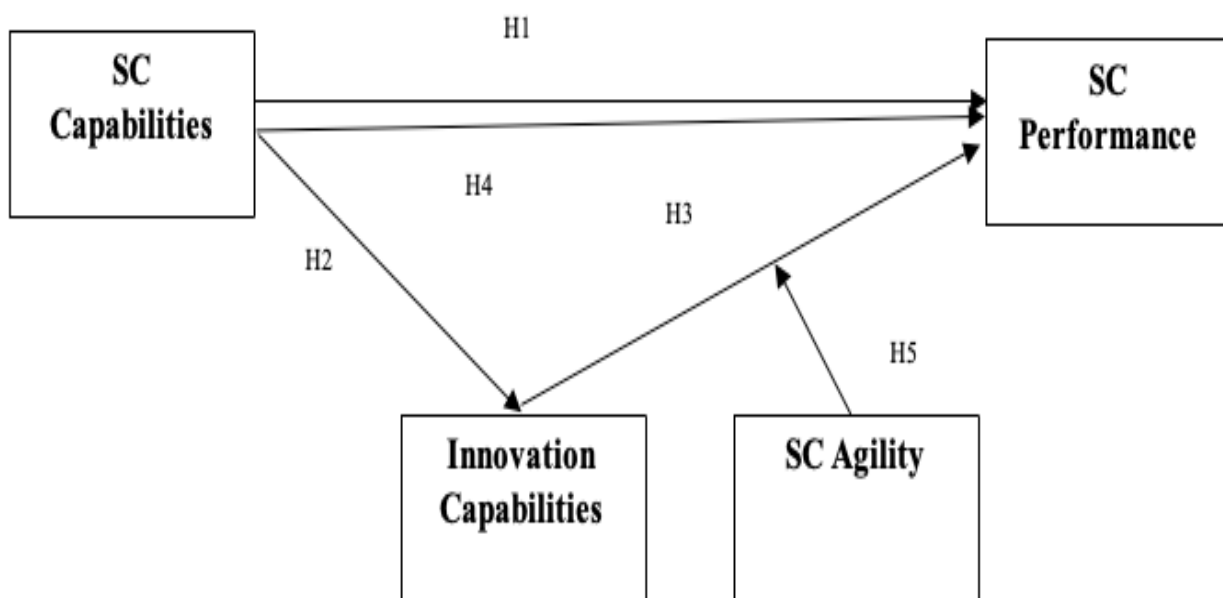 H1
SC
Capabilities
SC
Performance
H4
H3
H2
H5
Innovation
Capabilities
SC Agility